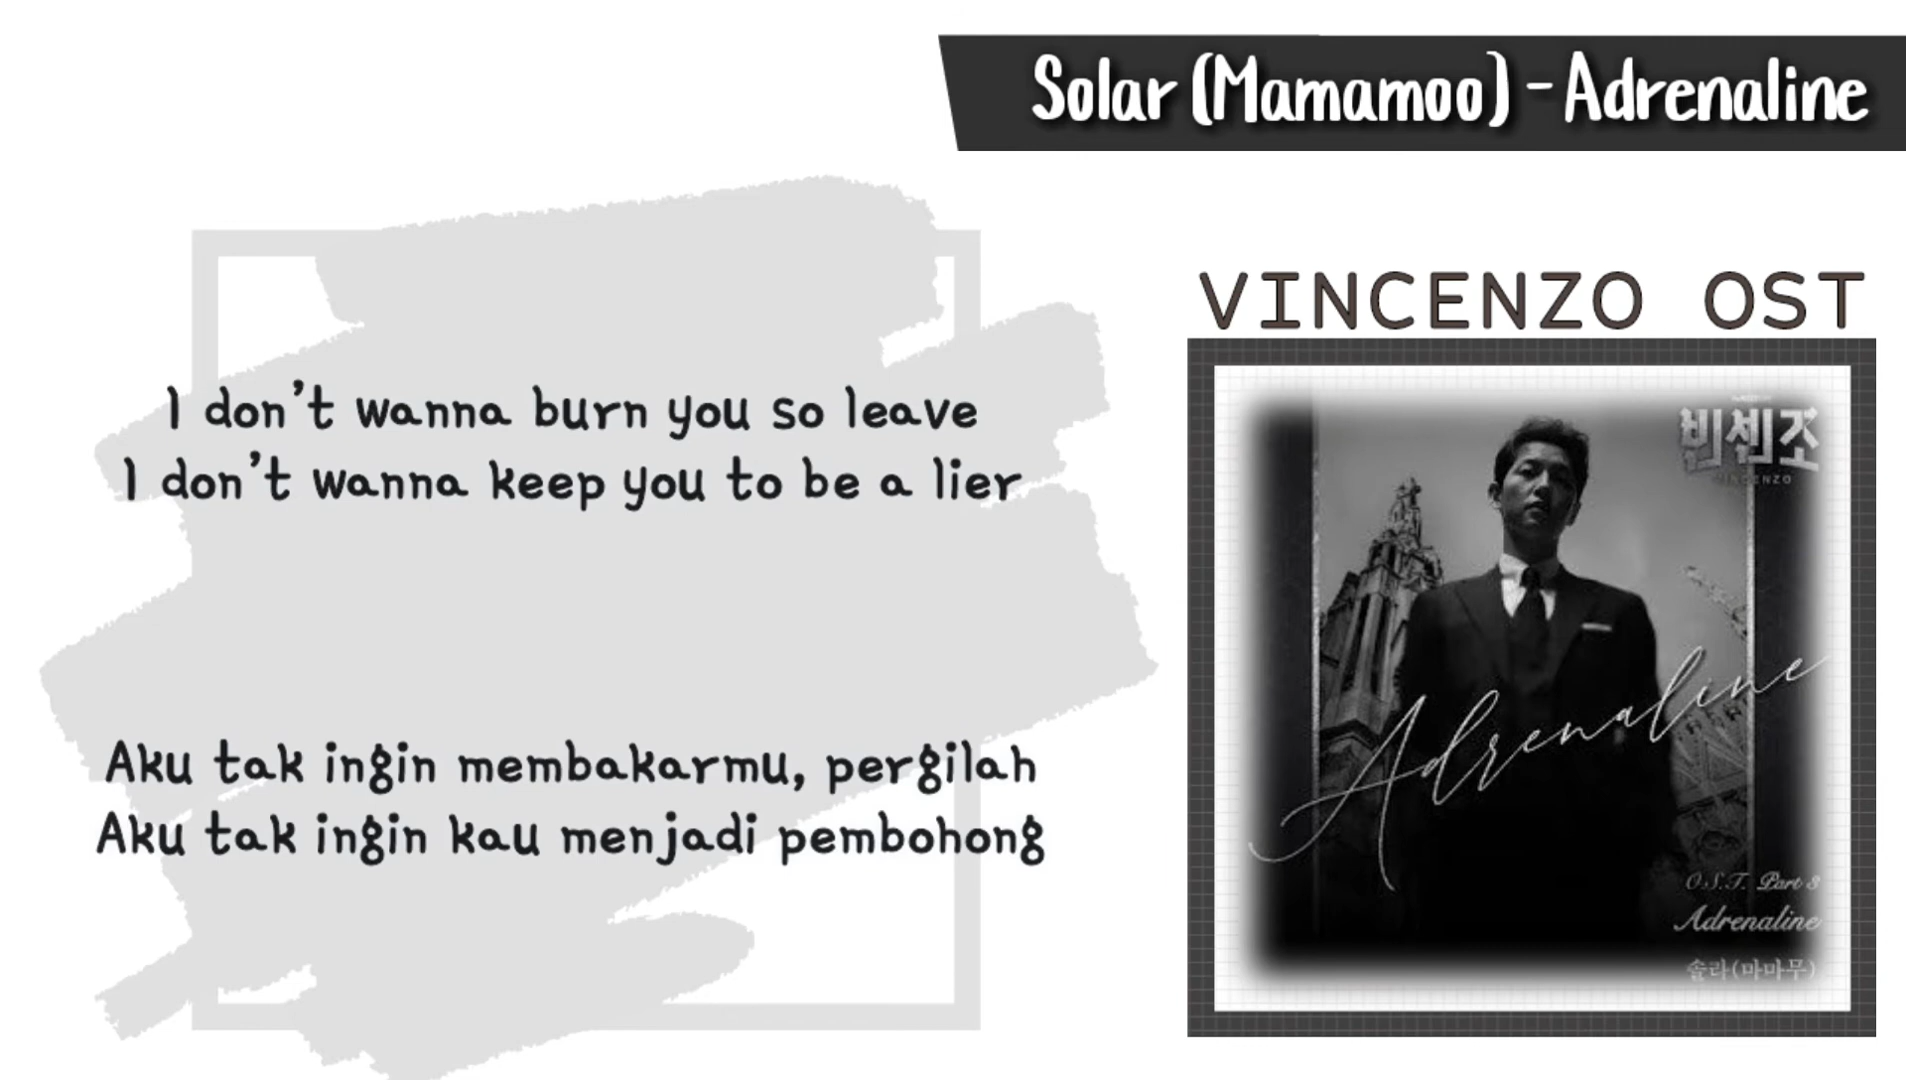 Solar (Mamamoo) - Adrenaline
I don't wanna burn you so leave
I don't wanna keep you to be a lier
Aku tak ingin membakarmu, pergilah
Aku tak ingin kau menjadi pembohong
VINCENZO OST
빈센조
VINCENZO
Adrenaline
O.S.T. Part 3
Adrenaline
솔라(마마무)